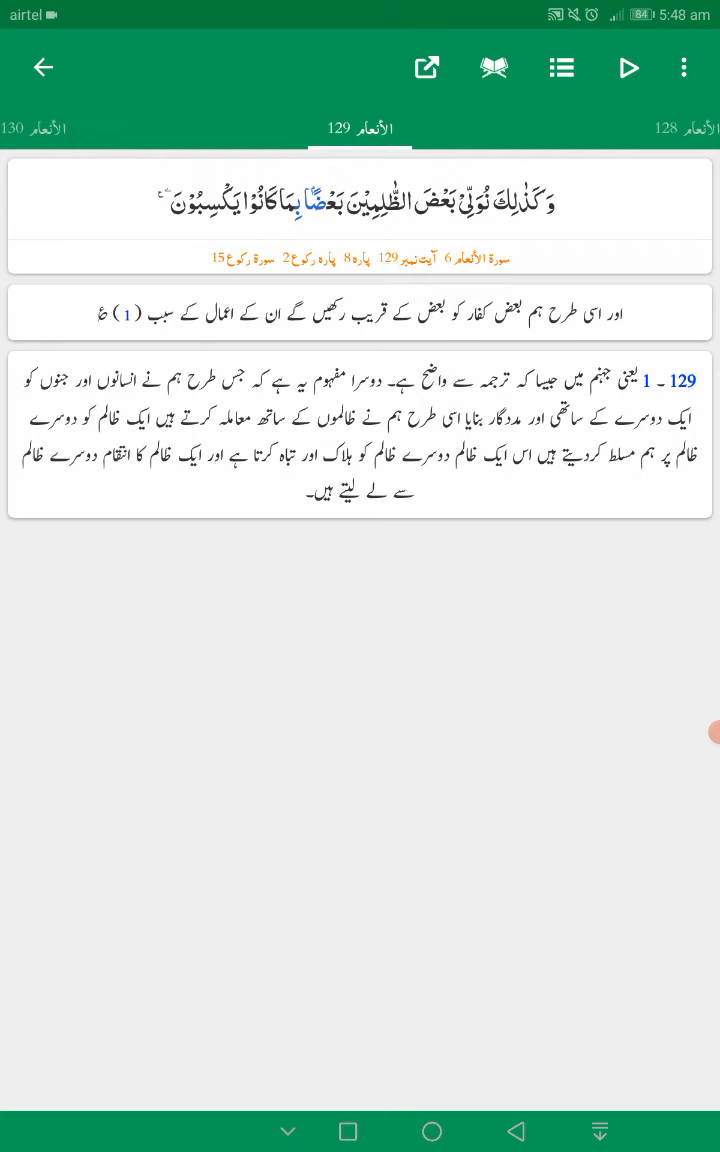 airtel
84 5:48 am
الأنعام 128
الأنعام 129
الأنعام 130
وَكَذٰلِكَ نُوَلِّىْ بَعْضَ الظّٰلِمِيْنَ بَعْضًۢا بِمَا كَانُوْا يَكْسِبُوْنَ
سورۃ الأنعام 6 آیت نمبر 129 پارہ 8 پارہ رکوع 2 سورۃ رکوع 15
اور اسی طرح ہم بعض کفار کو بعض کے قریب رکھیں گے ان کے اعمال کے سبب (1) ع
129 ۔ 1 یعنی جہنم میں جیسا کہ ترجمہ سے واضح ہے۔ دوسرا مفہوم یہ ہے کہ جس طرح ہم نے انسانوں اور جنوں کو
ایک دوسرے کے ساتھی اور مددگار بنایا اسی طرح ہم نے ظالموں کے ساتھ معاملہ کرتے ہیں ایک ظالم کو دوسرے
ظالم پر ہم مسلط کردیتے ہیں اس ایک ظالم دوسرے ظالم کو ہلاک اور تباہ کرتا ہے اور ایک ظالم کا انتقام دوسرے ظالم
سے لے لیتے ہیں۔